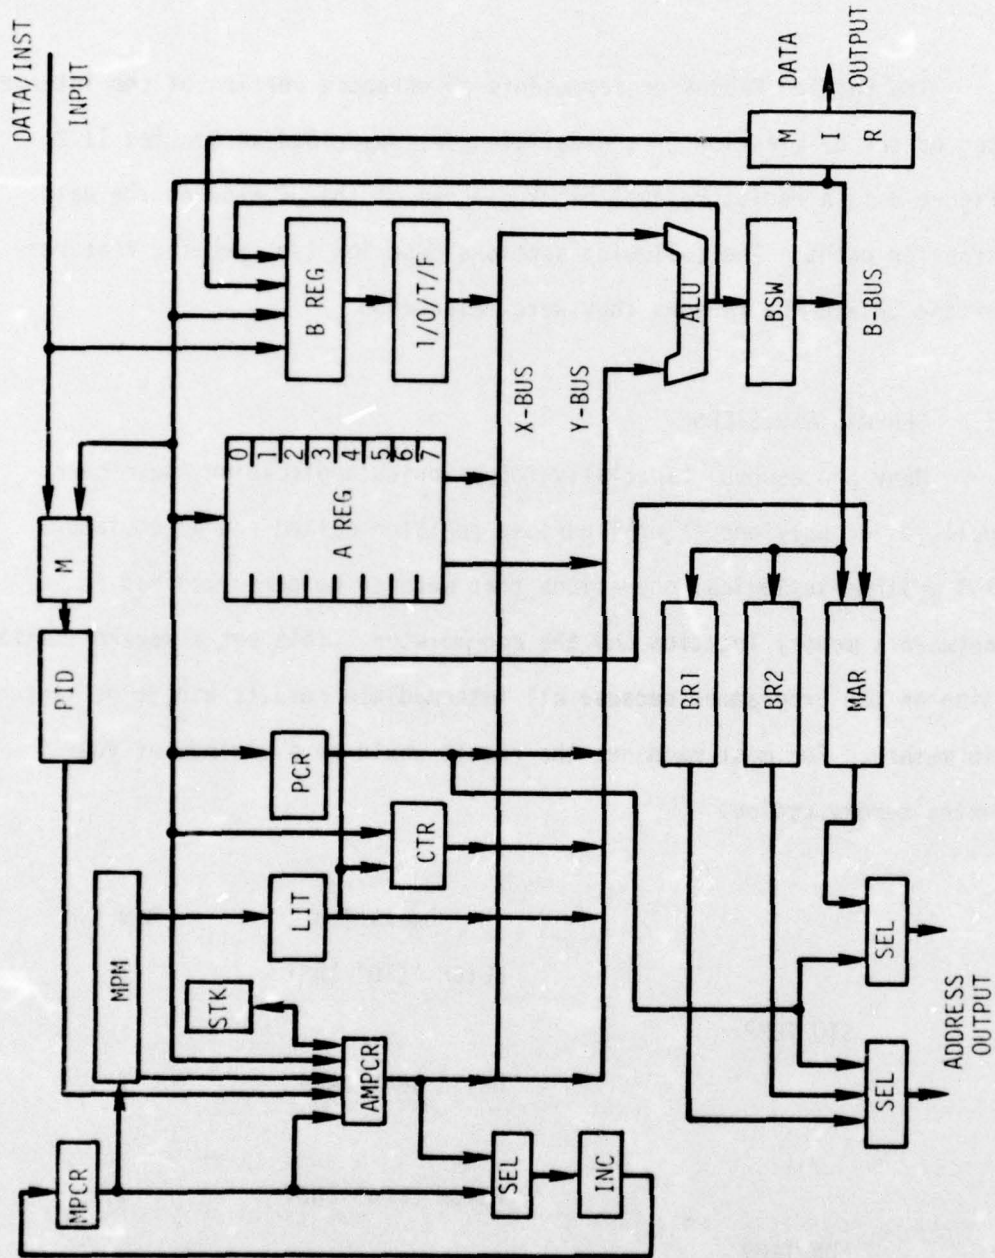 DATA/INST
INPUT
MPCR
PID
M
MPM
STK
LIT
PCR
A REG
0
1
2
3
4
5
6
7
B REG
AMPCR
CTR
I/O/T/F
SEL
X-BUS
INC
Y-BUS
ALU
BR1
BSW
BR2
MAR
B-BUS
M
I
R
DATA
OUTPUT
SEL
SEL
ADDRESS
OUTPUT